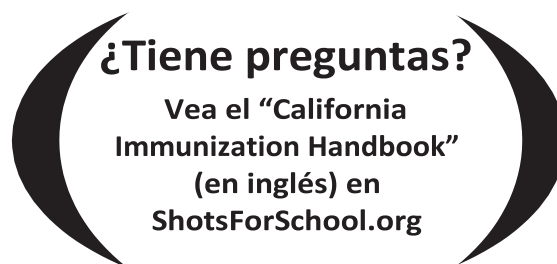 ¿Tiene preguntas?
Vea el “California
Immunization Handbook”
(en inglés) en
ShotsForSchool.org